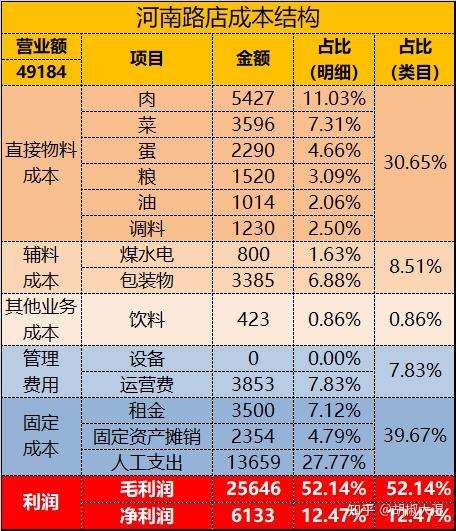 河南路店成本结构
营业额 项目 金额 占比(明细) 占比(类目)
49184
直接物料成本 肉 5427 11.03% 30.65%
菜 3596 7.31%
蛋 2290 4.66%
粮 1520 3.09%
油 1014 2.06%
调料 1230 2.50%
辅料成本 煤水电 800 1.63% 8.51%
包装物 3385 6.88%
其他业务成本 饮料 423 0.86% 0.86%
管理费用 设备 0 0.00% 7.83%
运营费 3853 7.83%
固定成本 租金 3500 7.12% 39.67%
固定资产摊销 2354 4.79%
人工支出 13659 27.77%
利润 毛利润 25646 52.14% 52.14%
净利润 6133 12.47% 12.47%
知乎